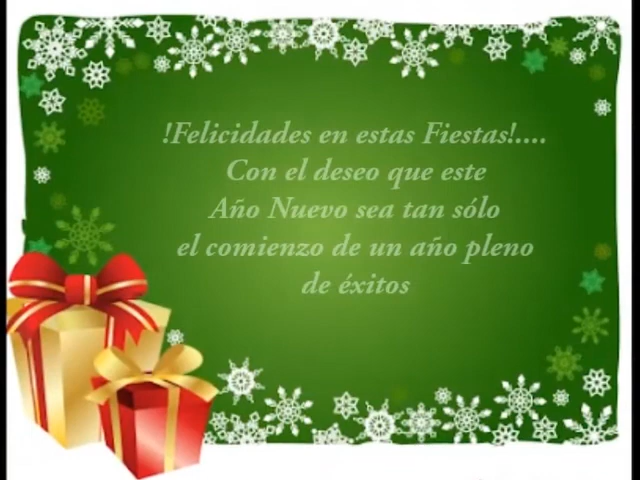 !Felicidades en estas Fiestas!....
Con el deseo que este
Año Nuevo sea tan sólo
el comienzo de un año pleno
de éxitos